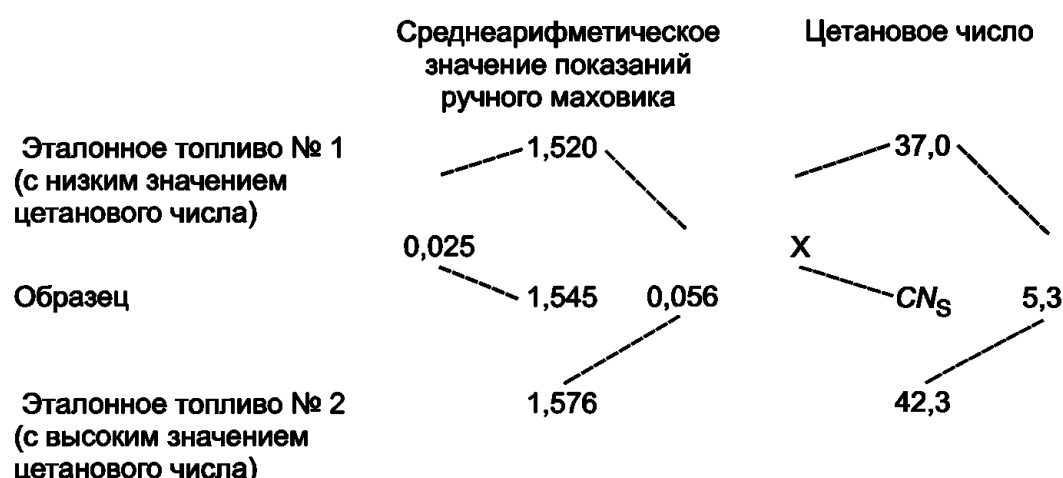 Среднеарифметическое значение показаний ручного маховика
Цетановое число
Эталонное топливо № 1 1,520 37,0
(с низким значением
цетанового числа)
0,025 X
Образец 1,545 0,056 CNS 5,3
Эталонное топливо № 2 1,576 42,3
(с высоким значением
цетанового числа)